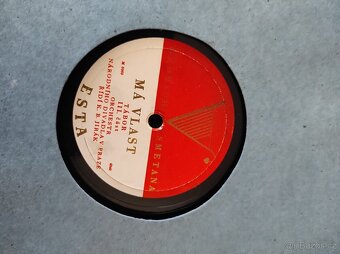 SMETANA
MÁ VLAST
TÁBOR
III. část
ORCHESTR
NÁRODNÍHO DIVADLA V PRAZE
ŘÍDÍ K. B. JIRÁK
ESTA